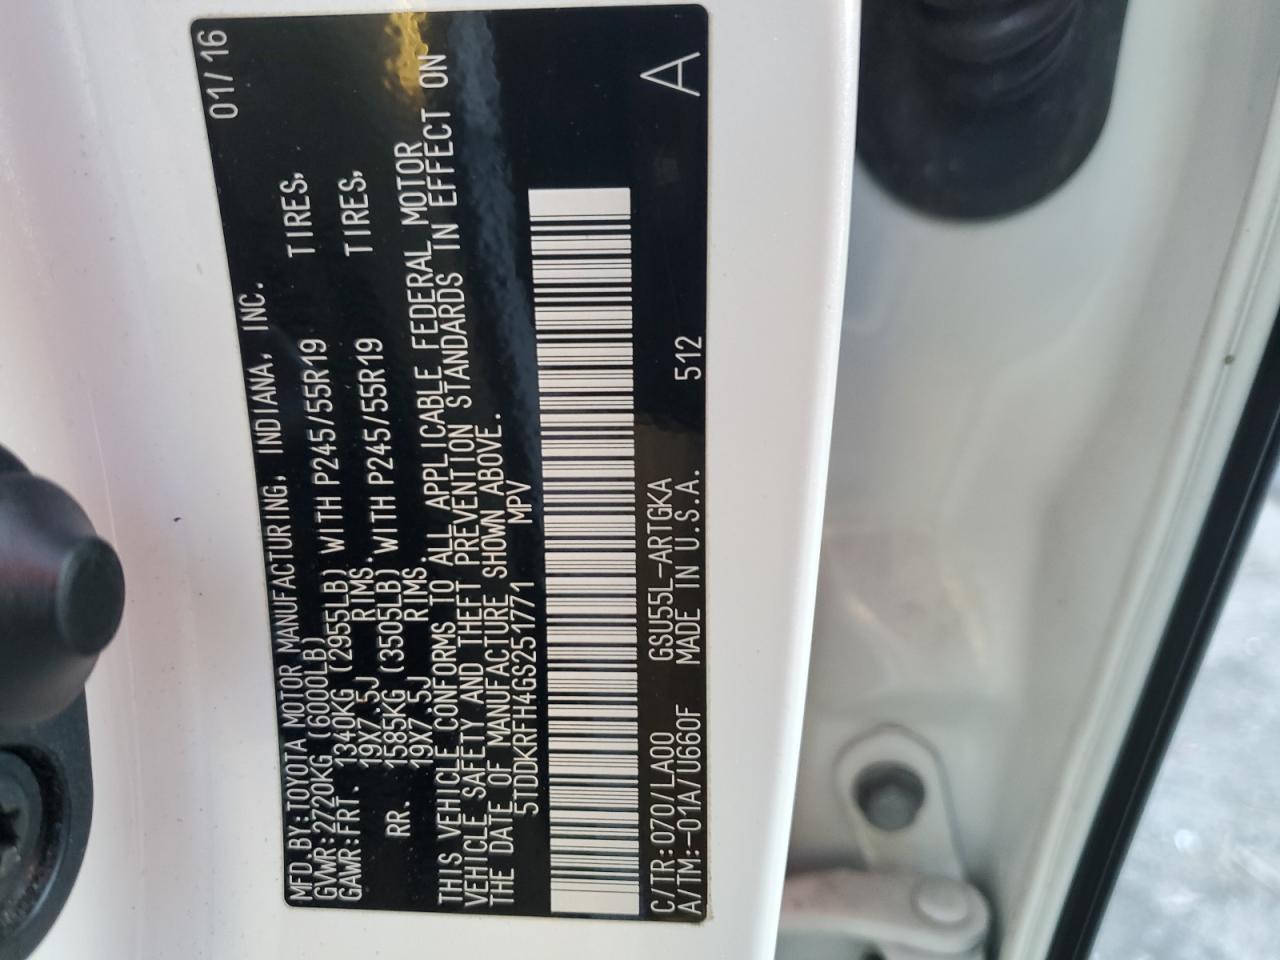 MFD.BY:TOYOTA MOTOR MANUFACTURING, INDIANA, INC. 01/16
GVWR:2720KG (6000LB)
GAWR:FRT. 1340KG (2955LB) WITH P245/55R19 TIRES,
19X7.5J RIMS.
RR. 1585KG (3505LB) WITH P245/55R19 TIRES,
19X7.5J RIMS.
THIS VEHICLE CONFORMS TO ALL APPLICABLE FEDERAL MOTOR
VEHICLE SAFETY AND THEFT PREVENTION STANDARDS IN EFFECT ON
THE DATE OF MANUFACTURE SHOWN ABOVE.
5TDDKRFH4GS251771 MPV
C/TR:070/LA00 GSU55L-ARTGKA A
A/TM:-01A/U660F MADE IN U.S.A. 512